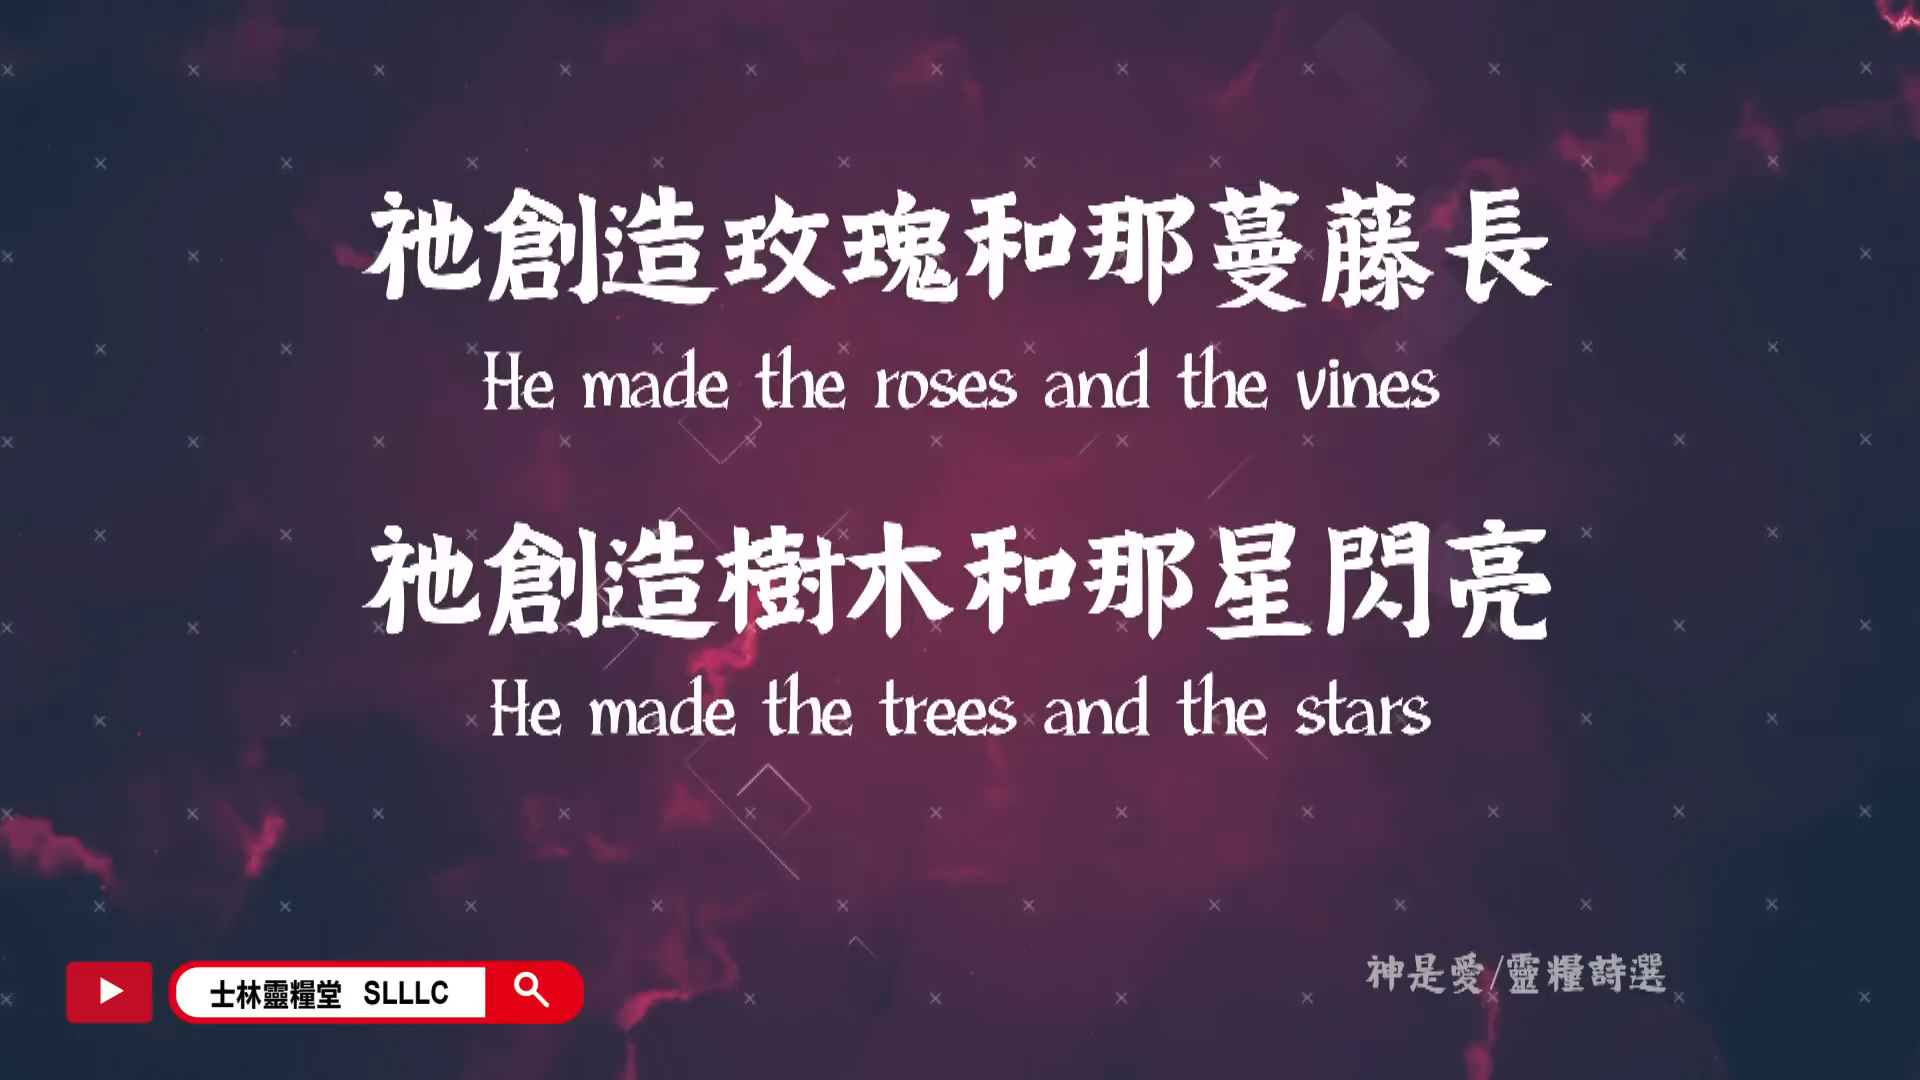 祂創造玫瑰和那蔓藤長
He made the roses and the vines
祂創造樹木和那星閃亮
He made the trees and the stars
士林靈糧堂 SLLLC
神是愛/靈糧詩選